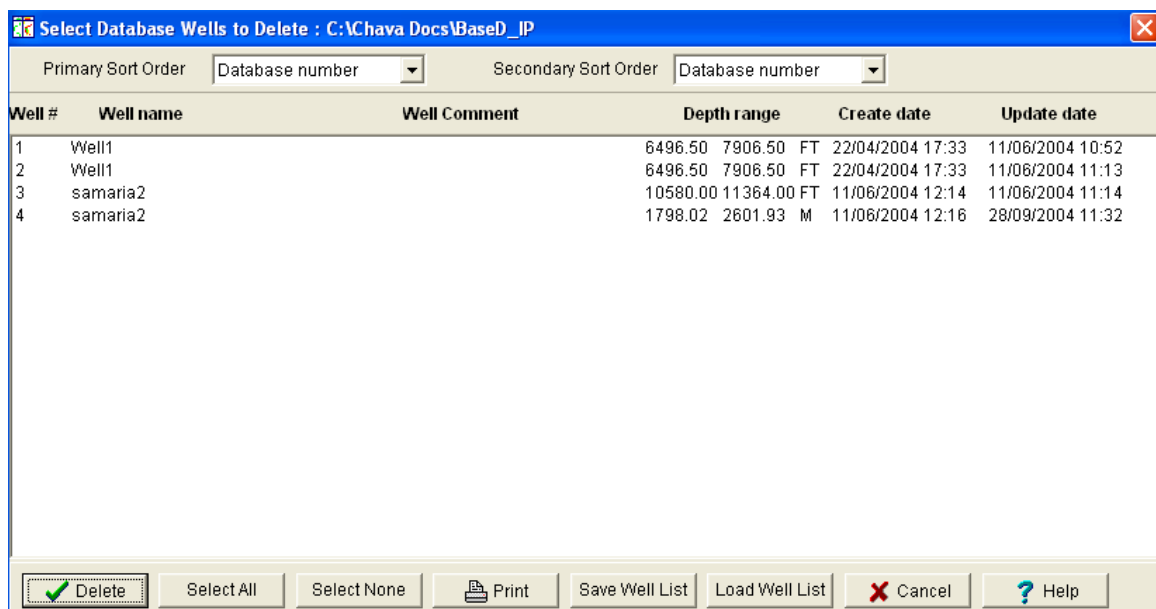 Select Database Wells to Delete : C:\Chava Docs\BaseD_IP
Primary Sort Order Database number Secondary Sort Order Database number
Well # Well name Well Comment Depth range Create date Update date
1 Well1 6496.50 7906.50 FT 22/04/2004 17:33 11/06/2004 10:52
2 Well1 6496.50 7906.50 FT 22/04/2004 17:33 11/06/2004 11:13
3 samaria2 10580.00 11364.00 FT 11/06/2004 12:14 11/06/2004 11:14
4 samaria2 1798.02 2601.93 M 11/06/2004 12:16 28/09/2004 11:32
Delete Select All Select None Print Save Well List Load Well List Cancel Help